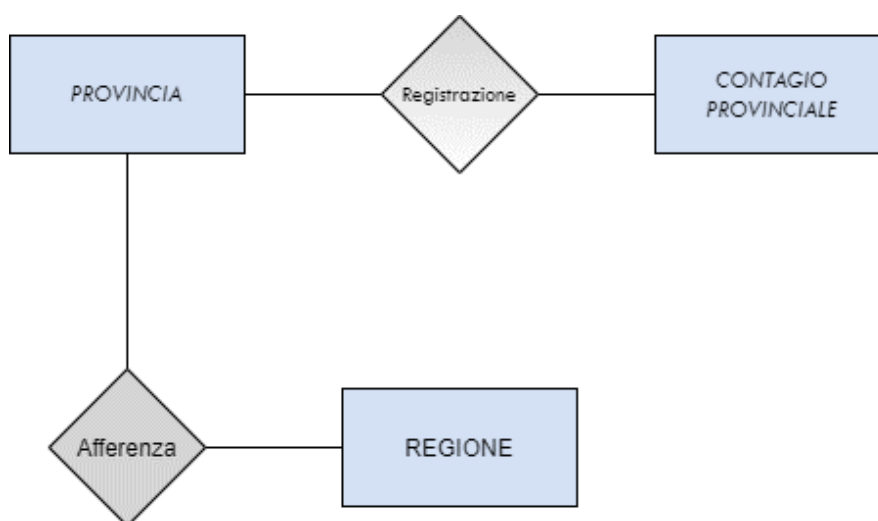 PROVINCIA
Registrazione
CONTAGIO
PROVINCIALE
Afferenza
REGIONE